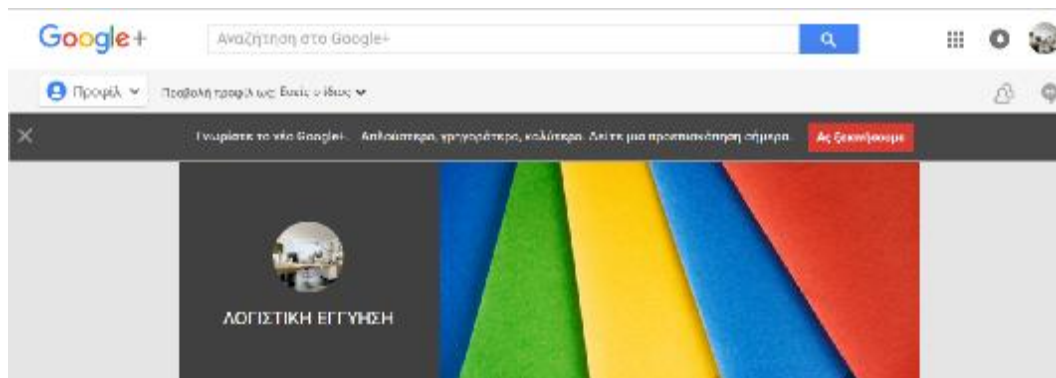 Google+
Αναζήτηση στο Google+
Προφίλ
Προβολή προφίλ ως: Εσείς ο ίδιος
Γνωρίστε το νέο Google+. Απλούστερο, γρηγορότερο, καλύτερο. Δείτε μια προεπισκόπηση σήμερα.
Ας ξεκινήσουμε
ΛΟΓΙΣΤΙΚΗ ΕΓΓΥΗΣΗ